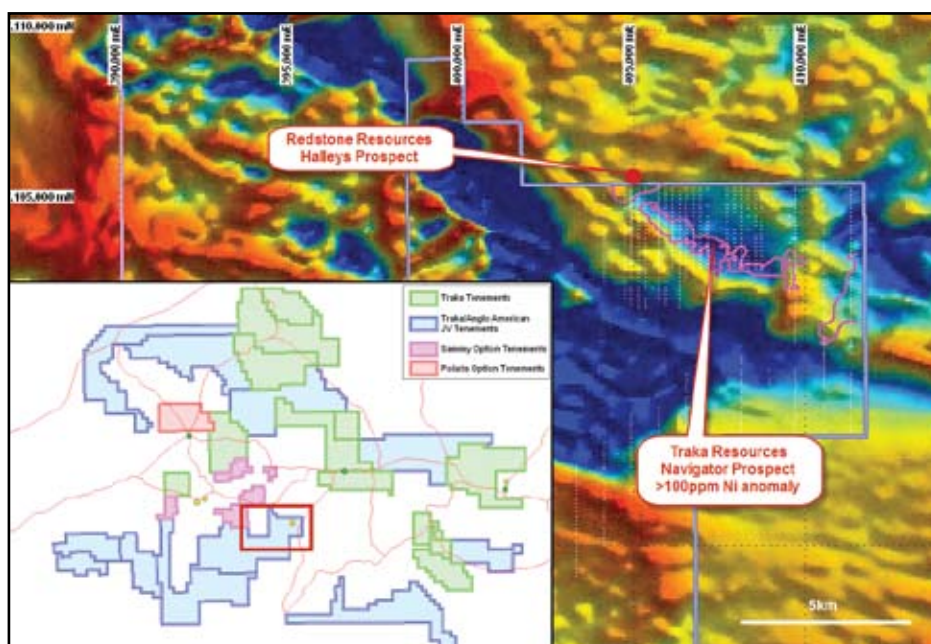 ,110,000 mN
390,000 mE
395,000 mE
400,000 mE
405,000 mE
410,000 mE
Redstone Resources
Halleys Prospect
,105,000 mN
Traka Tenements
Traka/Anglo American
JV Tenements
Sammy Option Tenements
Polaris Option Tenements
Traka Resources
Navigator Prospect
>100ppm Ni anomaly
5km